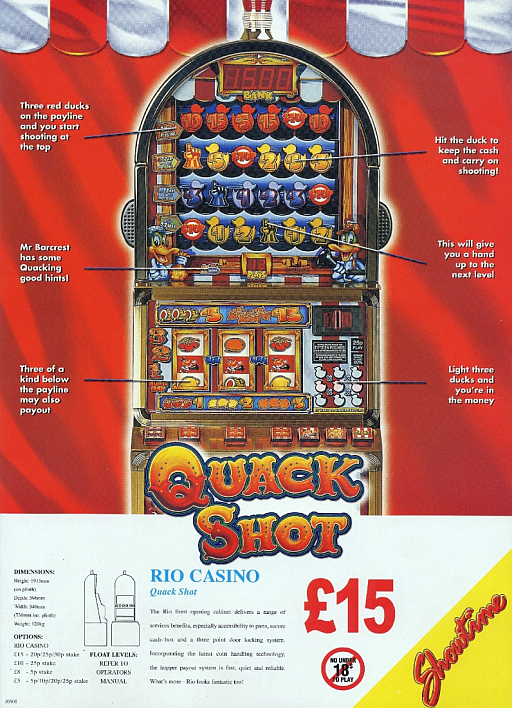 BANK
Three red ducks
on the payline
and you start
shooting at
the top
Hit the duck to
keep the cash
and carry on
shooting!
Mr Barcrest
has some
Quacking
good hints!
This will give
you a hand
up to the
next level
Three of a
kind below
the payline
may also
payout
Light three
ducks and
you're in
the money
25p
PLAY
QUACK
SHOT
DIMENSIONS:
Height: 1915mm
(on plinth)
Width: 540mm
(730mm inc. plinth)
OPTIONS:
RIO CASINO
£15 - 20p/25p/30p stake
£10 - 25p stake
£8 - 5p stake
£5 - 5p/10p/20p/25p stake
FLOAT LEVELS:
REFER TO
OPERATORS
MANUAL
RIO CASINO
Quack Shot
The Rio front opening cabinet delivers a range of
services benefits, especially accessibility to parts, secure
cash-box and a three point door locking system.
Incorporating the latest coin handling technology,
the hopper payout system is fast, quiet and reliable.
What's more - Rio looks fantastic too!
£15
NO UNDER
18's
TO PLAY
Showtime